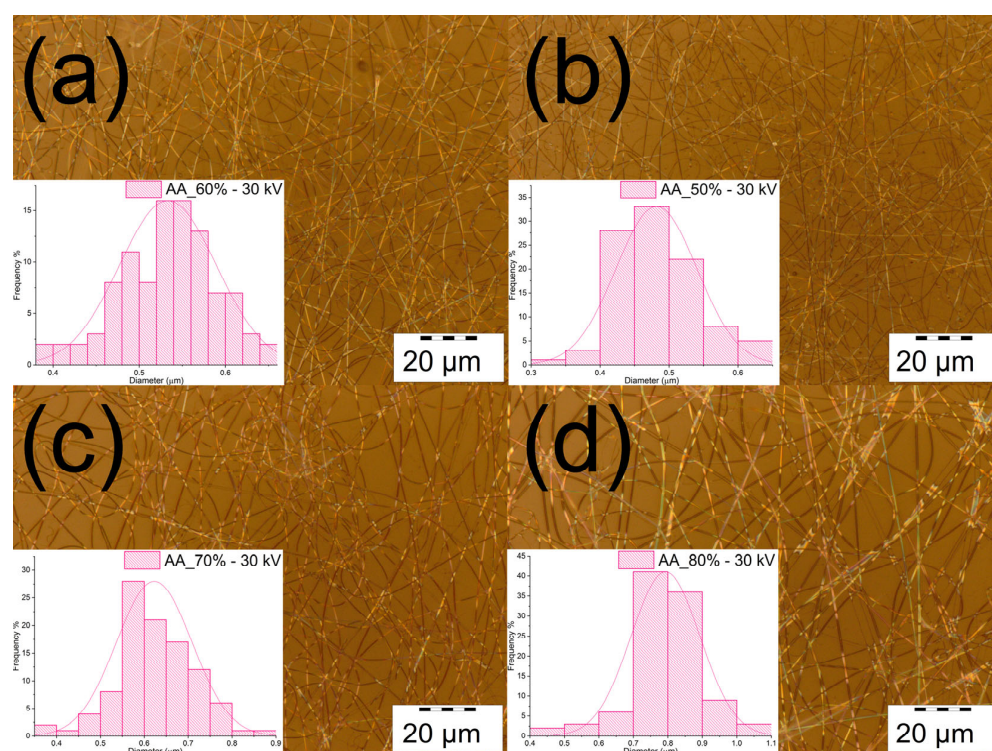 (a)
AA_60% - 30 kV
15
10
5
0
Frequency %
0.4 0.5 0.6
Diameter (μm)
20 μm
(b)
AA_50% - 30 kV
35
30
25
20
15
10
5
0
Frequency %
0.3 0.4 0.5 0.6
Diameter (μm)
20 μm
(c)
AA_70% - 30 kV
30
25
20
15
10
5
0
Frequency %
0.4 0.5 0.6 0.7 0.8 0.9
Diameter (μm)
20 μm
(d)
AA_80% - 30 kV
45
40
35
30
25
20
15
10
5
0
Frequency %
0.4 0.5 0.6 0.7 0.8 0.9 1.0 1.1
Diameter (μm)
20 μm